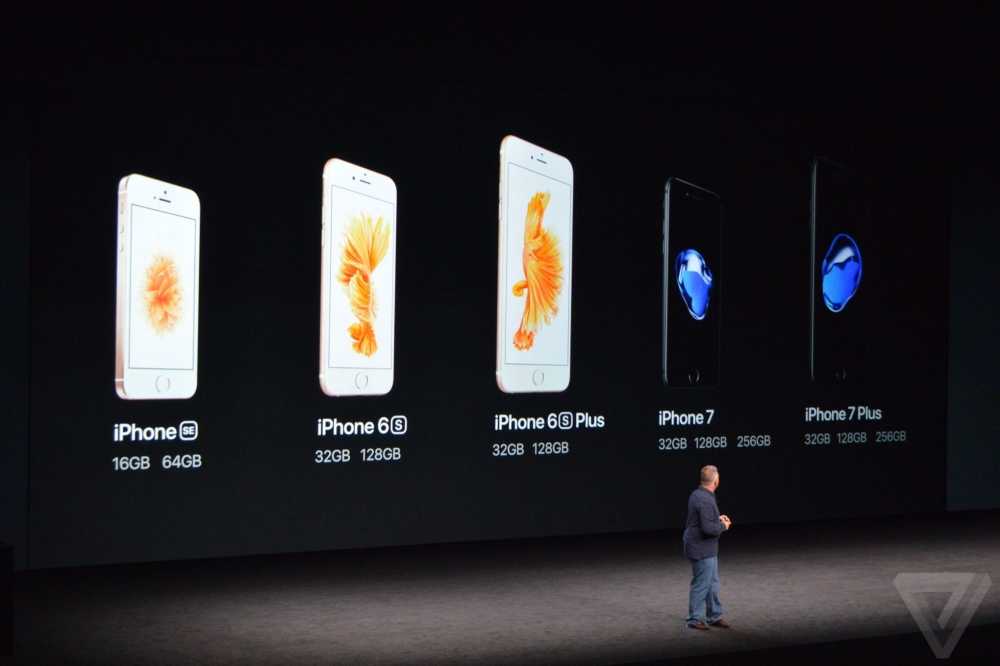 iPhone SE
16GB 64GB
iPhone 6S
32GB 128GB
iPhone 6S Plus
32GB 128GB
iPhone 7
32GB 128GB 256GB
iPhone 7 Plus
32GB 128GB 256GB